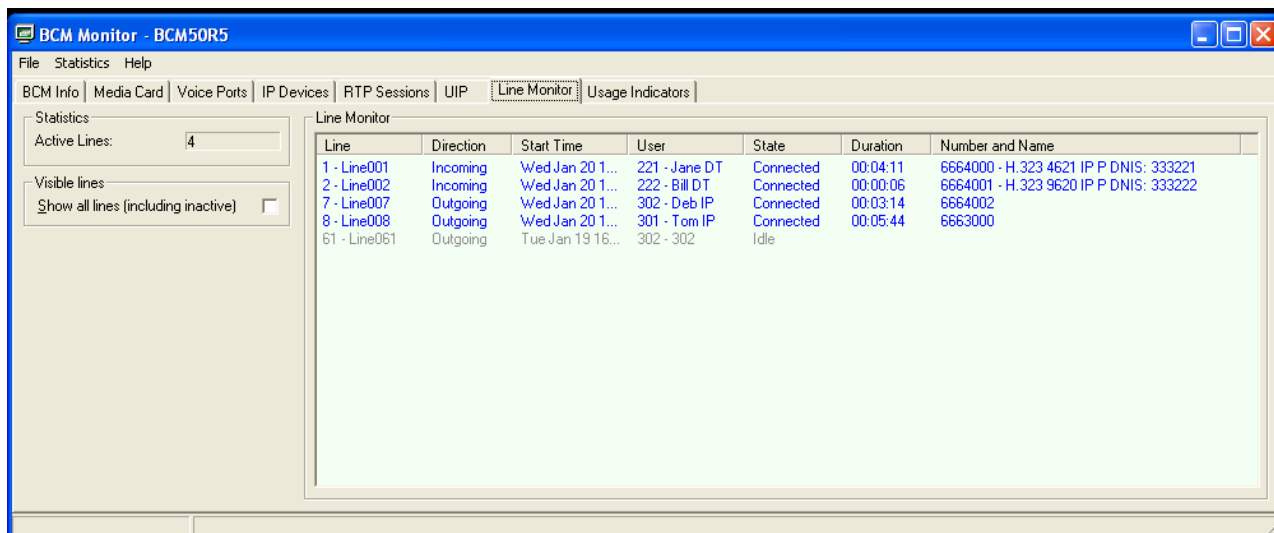 BCM Monitor - BCM50R5
File Statistics Help
BCM Info Media Card Voice Ports IP Devices RTP Sessions UIP Line Monitor Usage Indicators
Statistics
Active Lines: 4
Visible lines
Show all lines (including inactive)
Line Monitor
Line Direction Start Time User State Duration Number and Name
1 - Line001 Incoming Wed Jan 20 1... 221 - Jane DT Connected 00:04:11 6664000 - H.323 4621 IP P DNIS: 333221
2 - Line002 Incoming Wed Jan 20 1... 222 - Bill DT Connected 00:00:06 6664001 - H.323 9620 IP P DNIS: 333222
7 - Line007 Outgoing Wed Jan 20 1... 302 - Deb IP Connected 00:03:14 6664002
8 - Line008 Outgoing Wed Jan 20 1... 301 - Tom IP Connected 00:05:44 6663000
61 - Line061 Outgoing Tue Jan 19 16... 302 - 302 Idle